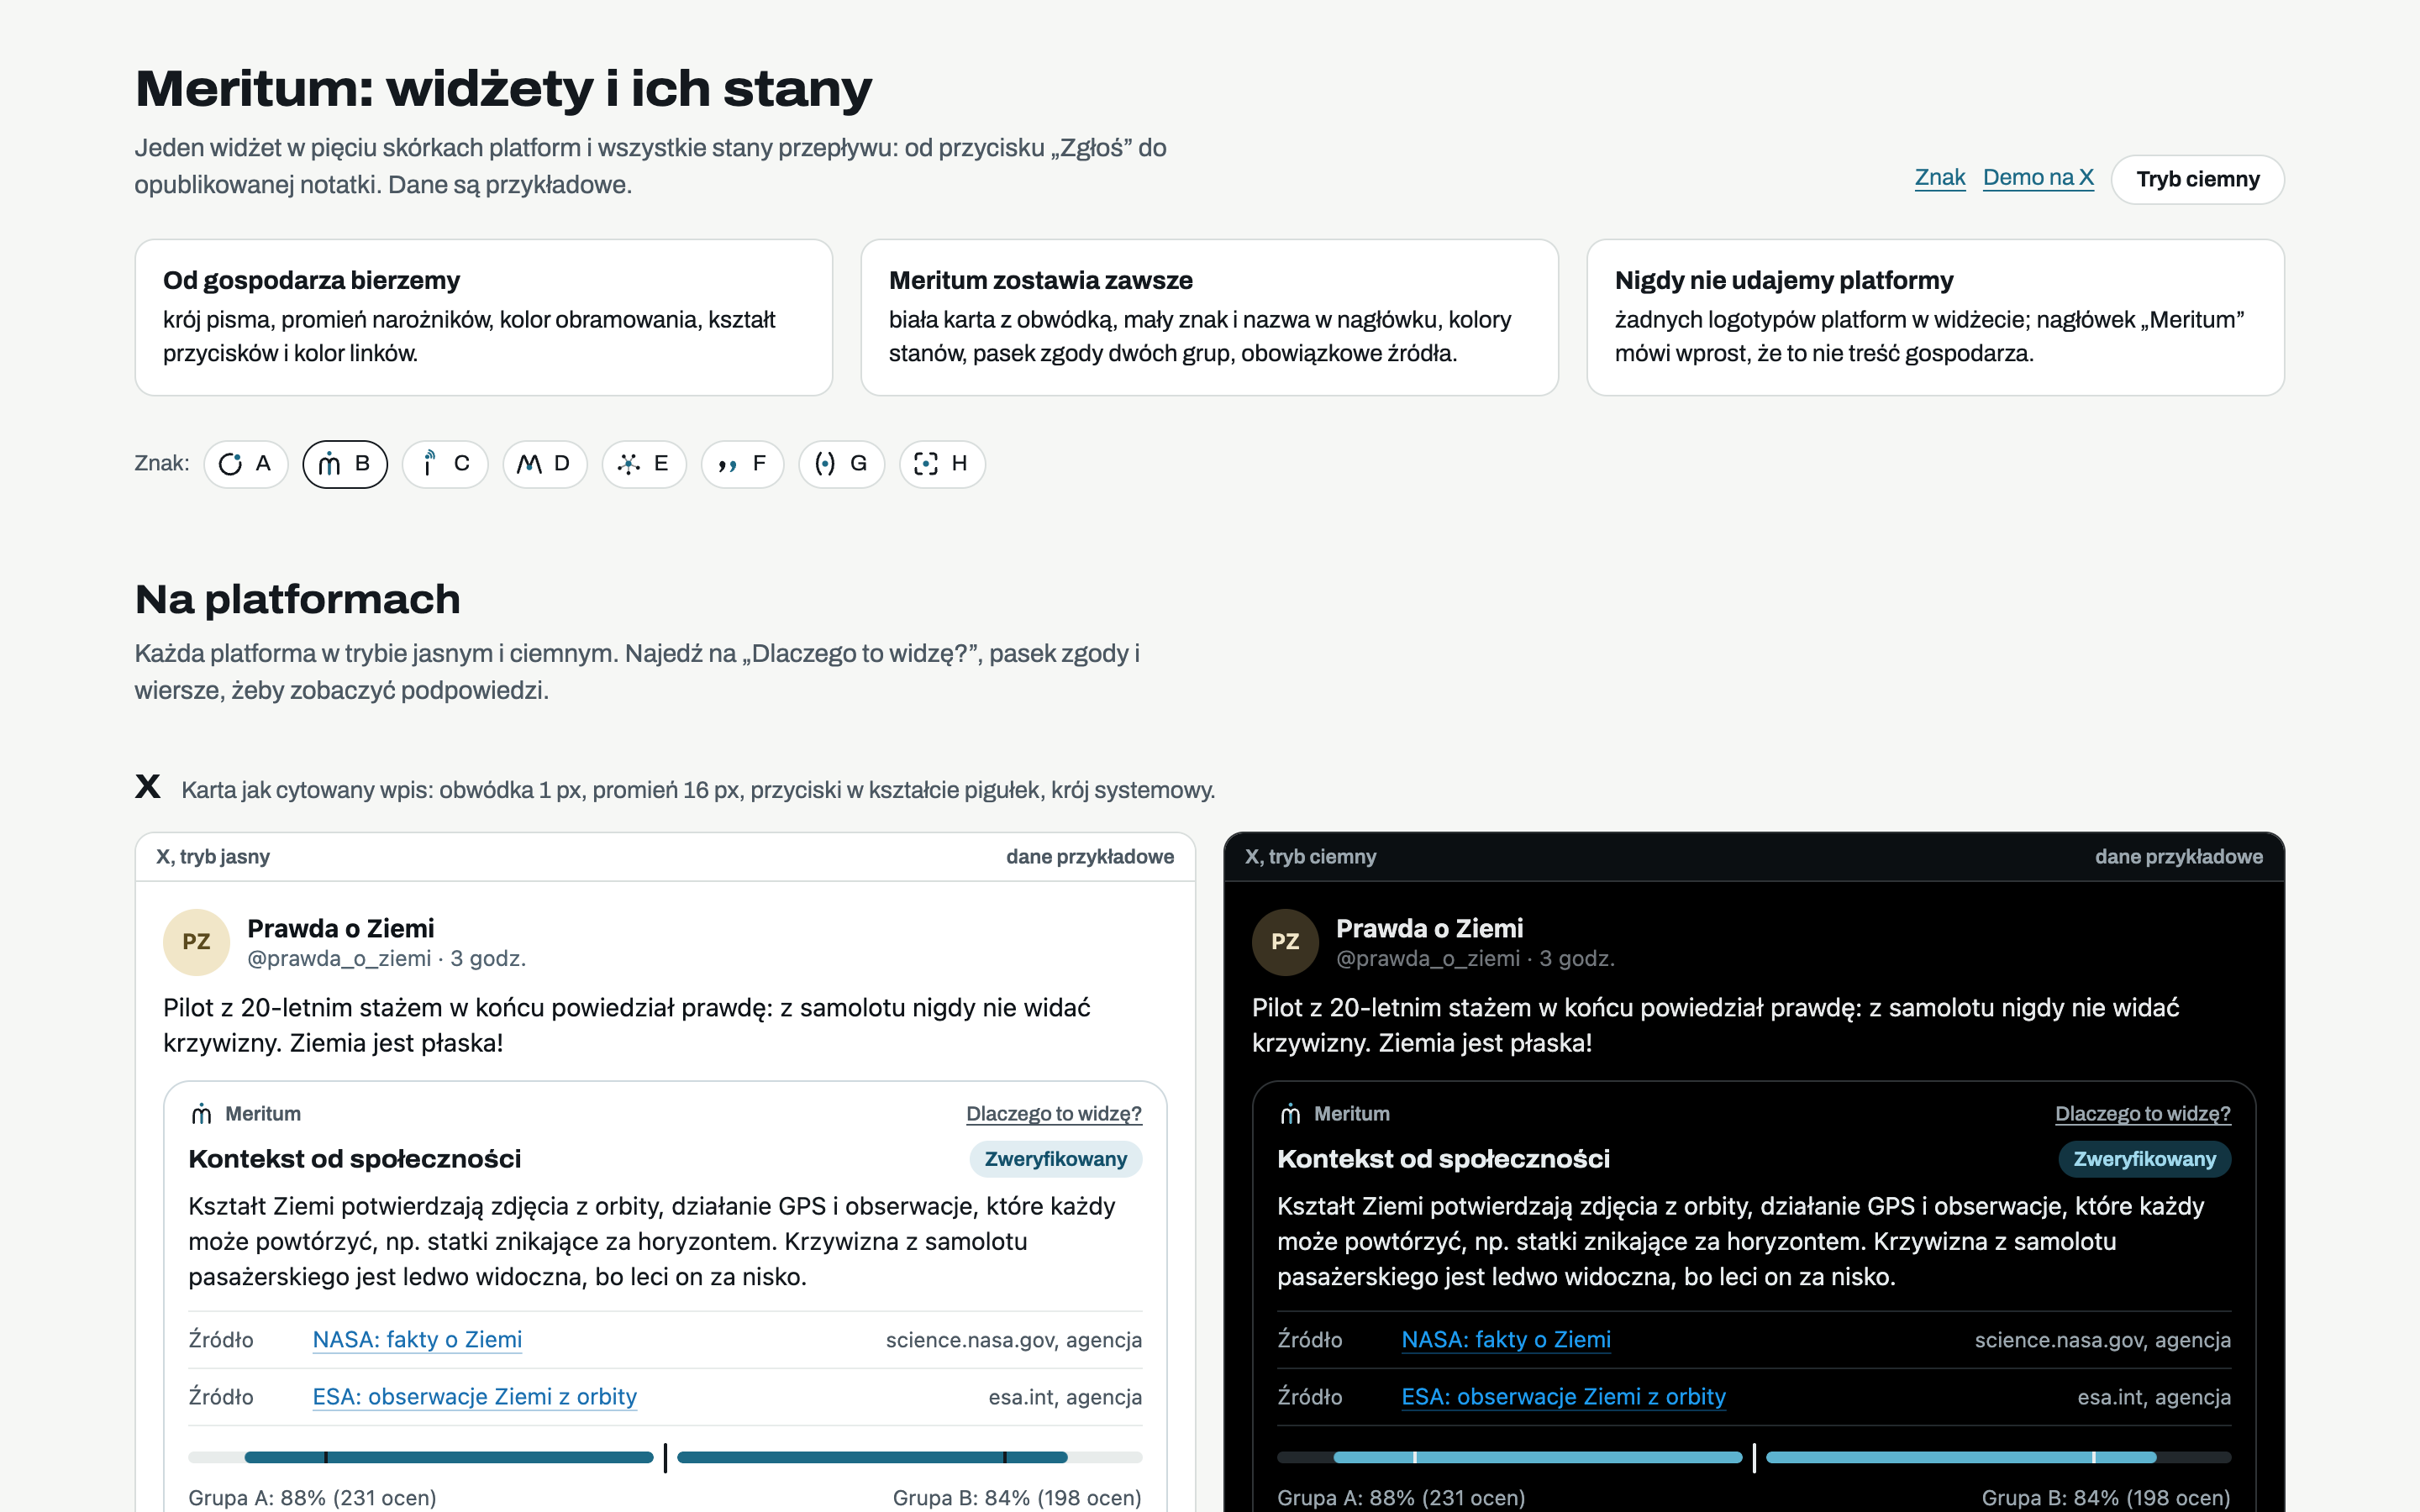 Meritum: widżety i ich stany
Jeden widżet w pięciu skórkach platform i wszystkie stany przepływu: od przycisku „Zgłoś” do
opublikowanej notatki. Dane są przykładowe.
Znak Demo na X Tryb ciemny
Od gospodarza bierzemy
krój pisma, promień narożników, kolor obramowania, kształt
przycisków i kolor linków.
Meritum zostawia zawsze
biała karta z obwódką, mały znak i nazwa w nagłówku, kolory
stanów, pasek zgody dwóch grup, obowiązkowe źródła.
Nigdy nie udajemy platformy
żadnych logotypów platform w widżecie; nagłówek „Meritum”
mówi wprost, że to nie treść gospodarza.
Znak: A B C D E F G H
Na platformach
Każda platforma w trybie jasnym i ciemnym. Najedź na „Dlaczego to widzę?”, pasek zgody i
wiersze, żeby zobaczyć podpowiedzi.
X Karta jak cytowany wpis: obwódka 1 px, promień 16 px, przyciski w kształcie pigułek, krój systemowy.
X, tryb jasny dane przykładowe
PZ Prawda o Ziemi
@prawda_o_ziemi · 3 godz.
Pilot z 20-letnim stażem w końcu powiedział prawdę: z samolotu nigdy nie widać
krzywizny. Ziemia jest płaska!
Meritum Dlaczego to widzę?
Kontekst od społeczności Zweryfikowany
Kształt Ziemi potwierdzają zdjęcia z orbity, działanie GPS i obserwacje, które każdy
może powtórzyć, np. statki znikające za horyzontem. Krzywizna z samolotu
pasażerskiego jest ledwo widoczna, bo leci on za nisko.
Źródło NASA: fakty o Ziemi science.nasa.gov, agencja
Źródło ESA: obserwacje Ziemi z orbity esa.int, agencja
Grupa A: 88% (231 ocen) Grupa B: 84% (198 ocen)
X, tryb ciemny dane przykładowe
PZ Prawda o Ziemi
@prawda_o_ziemi · 3 godz.
Pilot z 20-letnim stażem w końcu powiedział prawdę: z samolotu nigdy nie widać
krzywizny. Ziemia jest płaska!
Meritum Dlaczego to widzę?
Kontekst od społeczności Zweryfikowany
Kształt Ziemi potwierdzają zdjęcia z orbity, działanie GPS i obserwacje, które każdy
może powtórzyć, np. statki znikające za horyzontem. Krzywizna z samolotu
pasażerskiego jest ledwo widoczna, bo leci on za nisko.
Źródło NASA: fakty o Ziemi science.nasa.gov, agencja
Źródło ESA: obserwacje Ziemi z orbity esa.int, agencja
Grupa A: 88% (231 ocen) Grupa B: 84% (198 ocen)